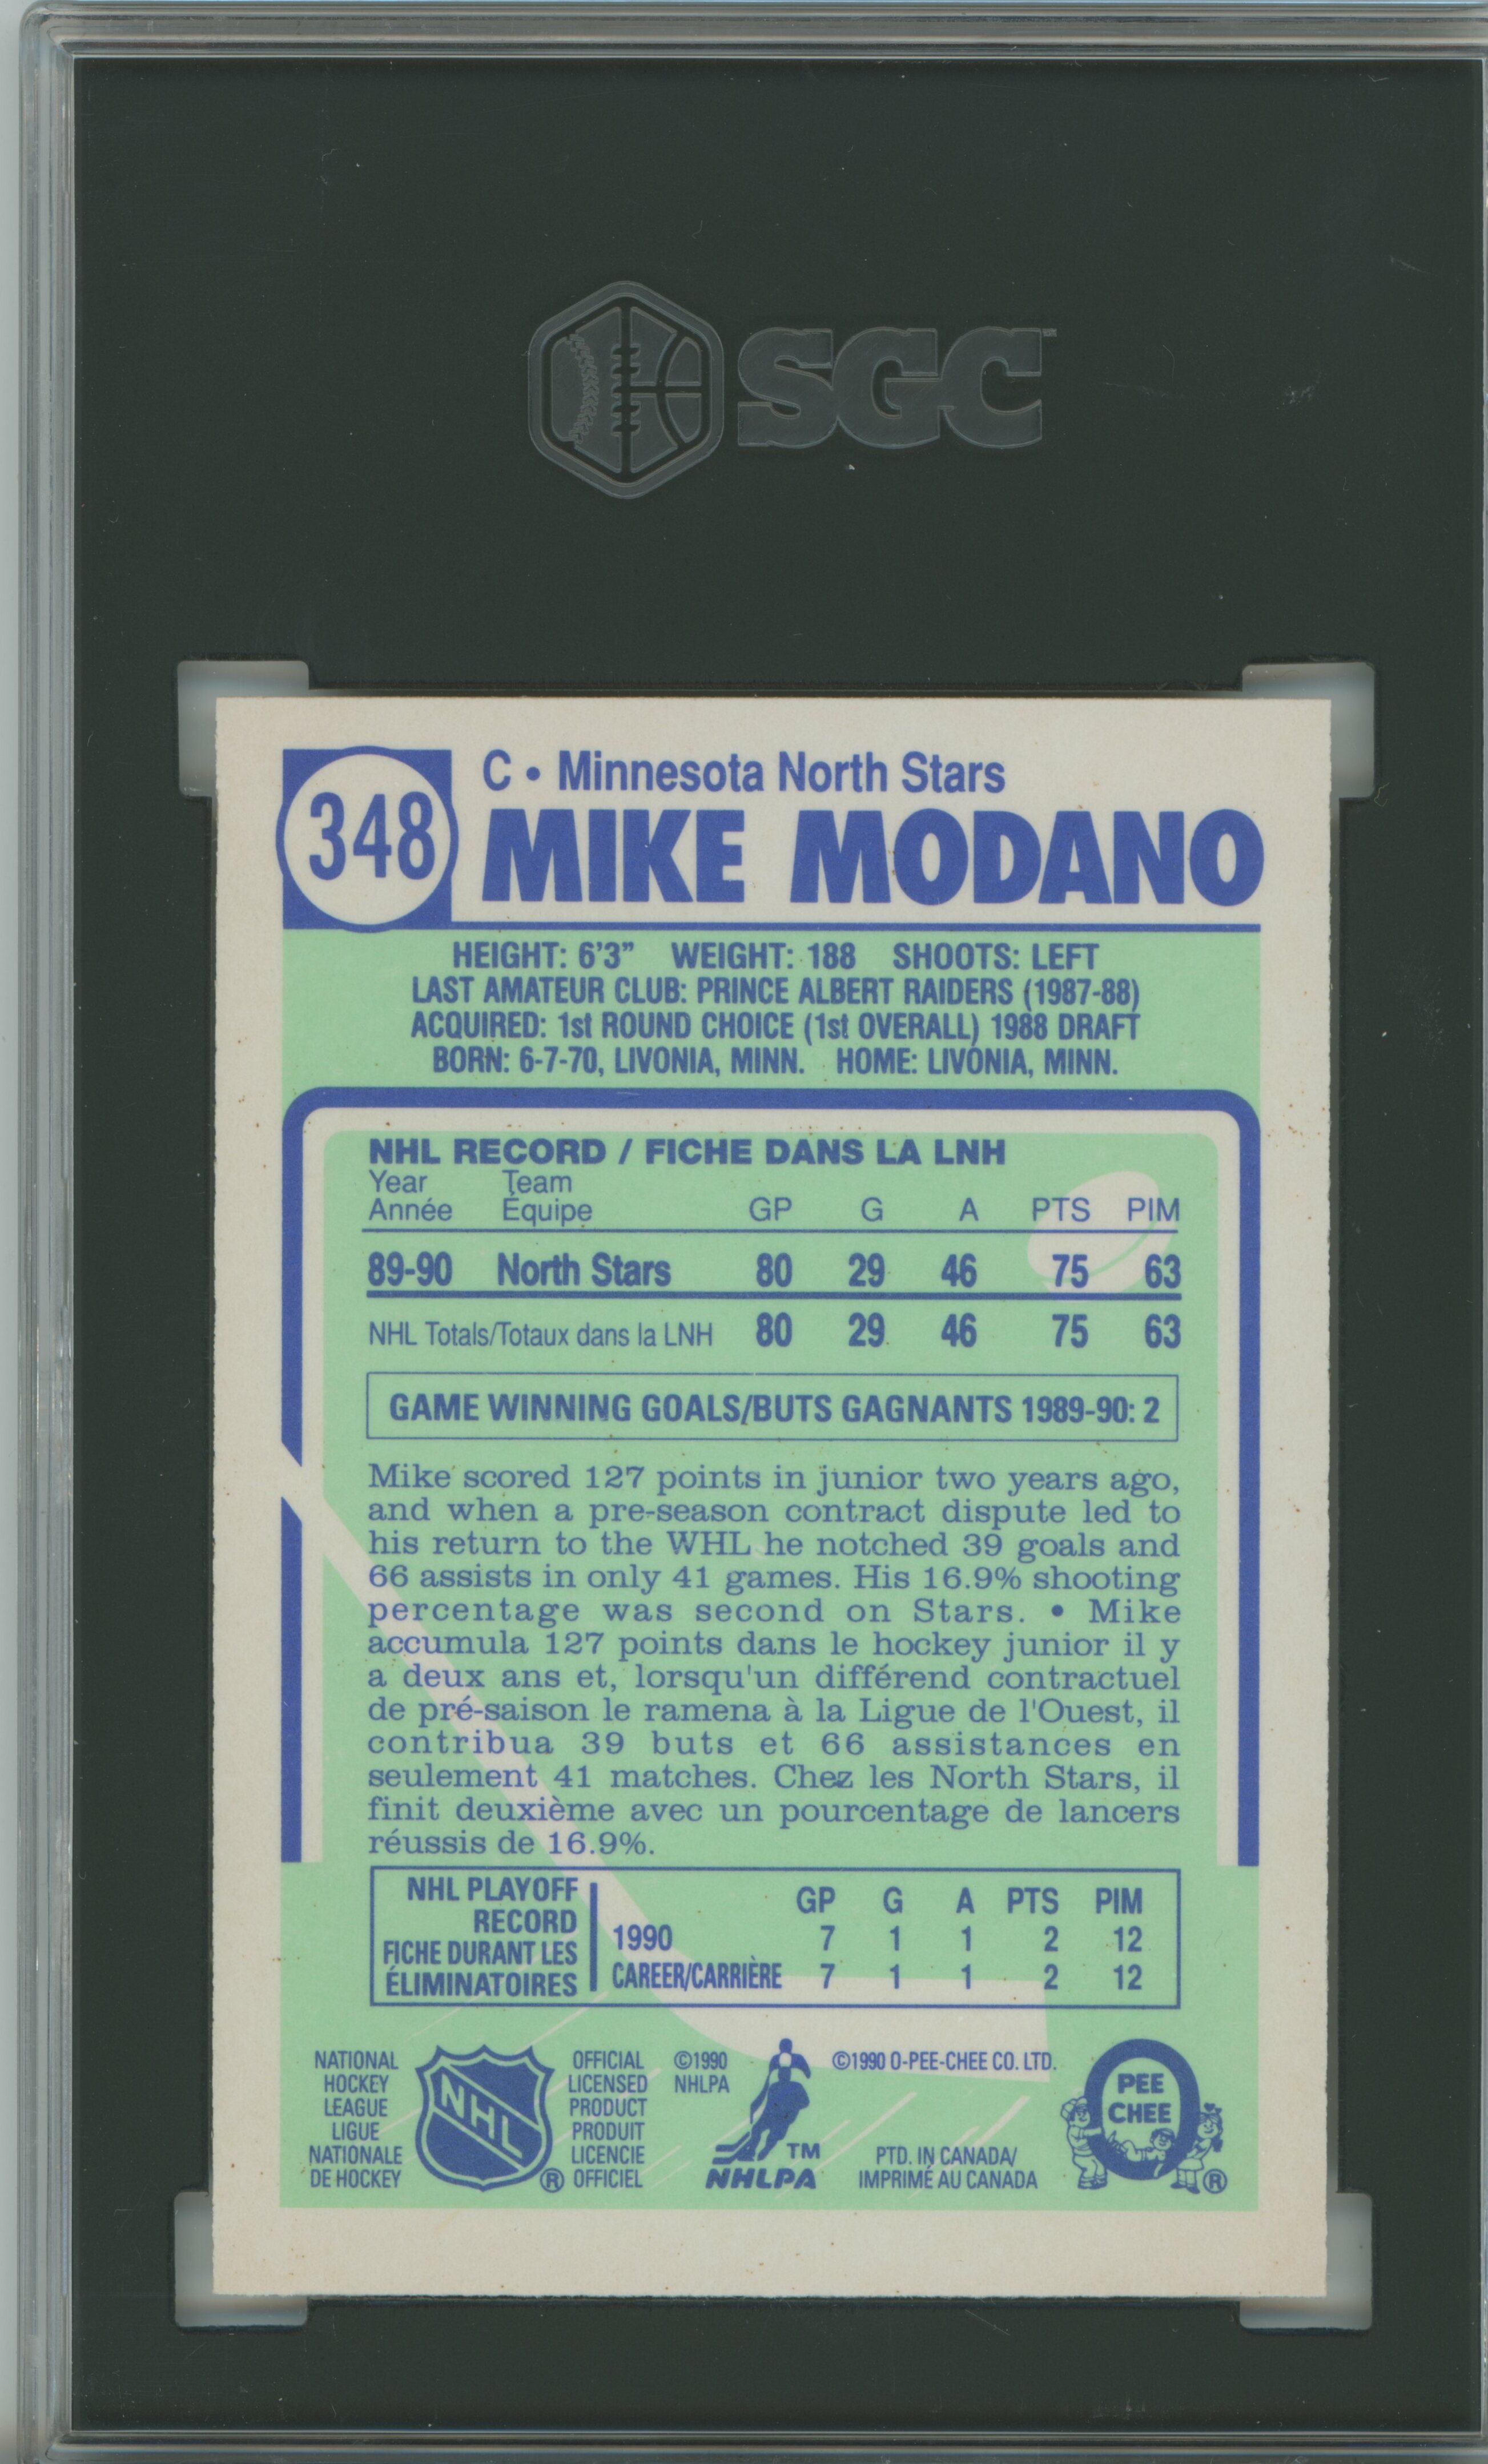 SGC
348
C • Minnesota North Stars
MIKE MODANO
HEIGHT: 6'3" WEIGHT: 188 SHOOTS: LEFT
LAST AMATEUR CLUB: PRINCE ALBERT RAIDERS (1987-88)
ACQUIRED: 1st ROUND CHOICE (1st OVERALL) 1988 DRAFT
BORN: 6-7-70, LIVONIA, MINN. HOME: LIVONIA, MINN.
NHL RECORD / FICHE DANS LA LNH
Year Team
Année Équipe GP G A PTS PIM
89-90 North Stars 80 29 46 75 63
NHL Totals/Totaux dans la LNH 80 29 46 75 63
GAME WINNING GOALS/BUTS GAGNANTS 1989-90: 2
Mike scored 127 points in junior two years ago,
and when a pre-season contract dispute led to
his return to the WHL he notched 39 goals and
66 assists in only 41 games. His 16.9% shooting
percentage was second on Stars. • Mike
accumula 127 points dans le hockey junior il y
a deux ans et, lorsqu'un différend contractuel
de pré-saison le ramena à la Ligue de l'Ouest, il
contribua 39 buts et 66 assistances en
seulement 41 matches. Chez les North Stars, il
finit deuxième avec un pourcentage de lancers
réussis de 16.9%.
NHL PLAYOFF
RECORD
FICHE DURANT LES
ÉLIMINATOIRES
GP G A PTS PIM
1990 7 1 1 2 12
CAREER/CARRIÈRE 7 1 1 2 12
NATIONAL
HOCKEY
LEAGUE
LIGUE
NATIONALE
DE HOCKEY
NHL
®
OFFICIAL
LICENSED
PRODUCT
PRODUIT
LICENCIE
OFFICIEL
©1990
NHLPA
TM
NHLPA
©1990 O-PEE-CHEE CO. LTD.
PTD. IN CANADA/
IMPRIMÉ AU CANADA
O
PEE
CHEE
®